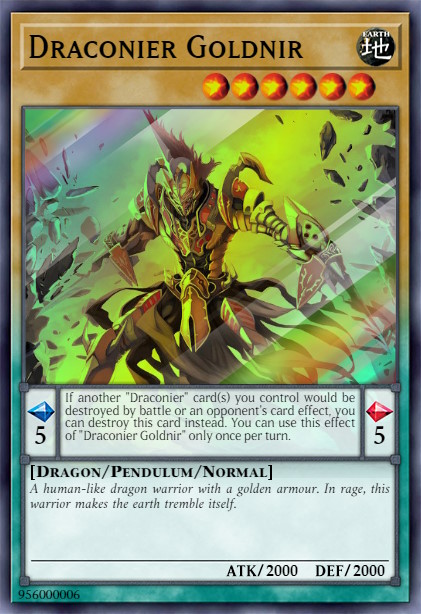 Draconier Goldnir
EARTH
地
If another "Draconier" card(s) you control would be
destroyed by battle or an opponent's card effect, you
can destroy this card instead. You can use this effect
of "Draconier Goldnir" only once per turn.
5
5
[Dragon/Pendulum/Normal]
A human-like dragon warrior with a golden armour. In rage, this
warrior makes the earth tremble itself.
ATK/2000 DEF/2000
956000006